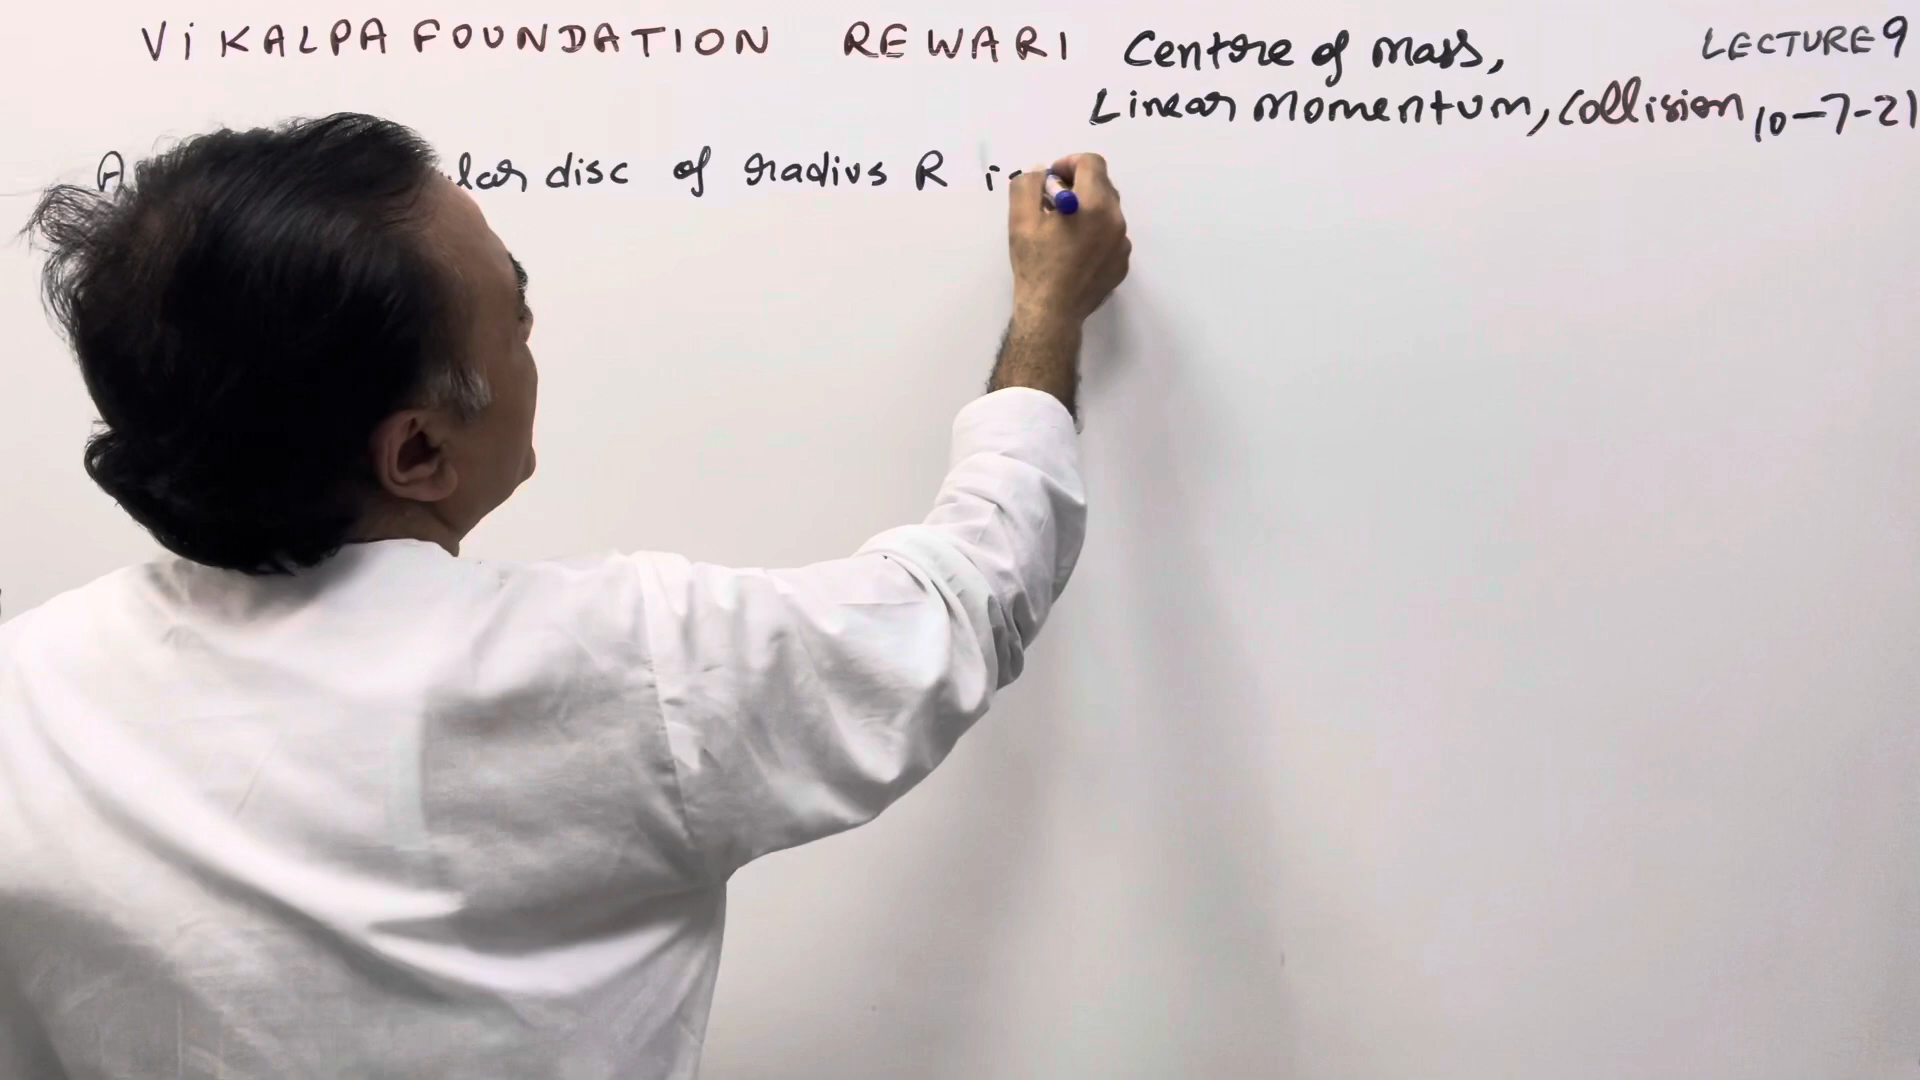 ViKALPA FOUNDATION REWARI Centre of Mass, LECTURE 9
Linear Momentum, Collision 10-7-21
A disc of radius R